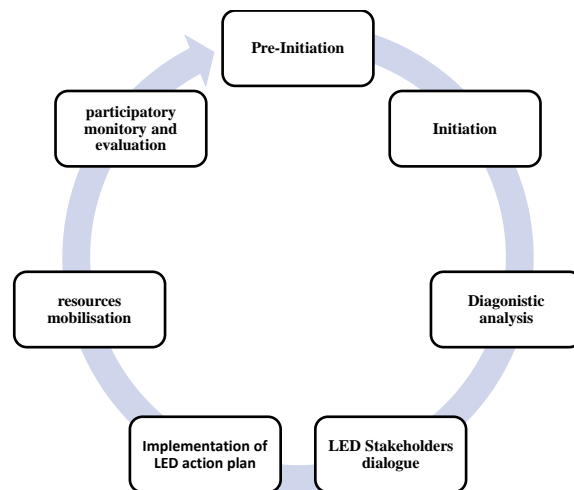 Pre-Initiation
Initiation
Diagonistic
analysis
LED Stakeholders
dialogue
Implementation of
LED action plan
resources
mobilisation
participatory
monitory and
evaluation